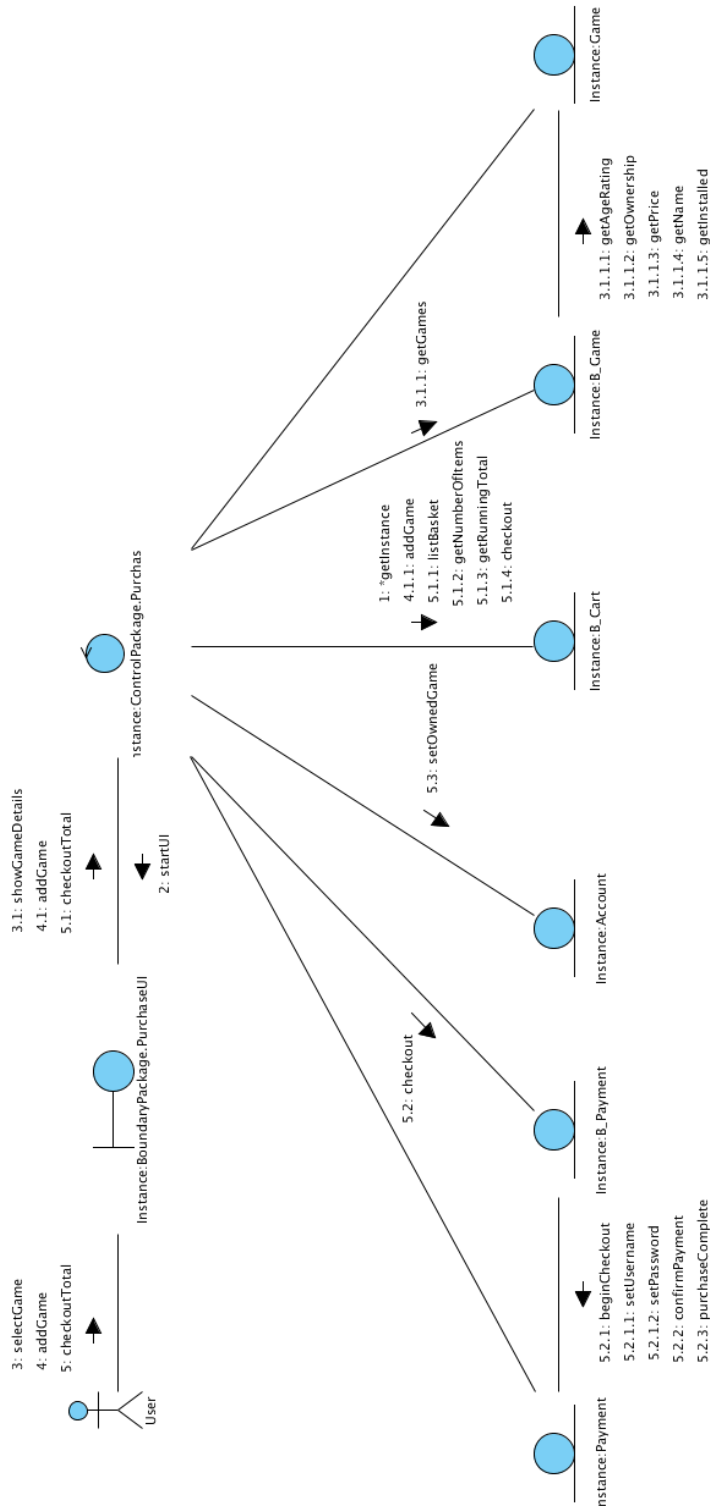 3: selectGame
4: addGame
5: checkoutTotal
User
Instance:BoundaryPackage.PurchaseUI
3.1: showGameDetails
4.1: addGame
5.1: checkoutTotal
2: startUI
nstance:ControlPackage.Purchas
5.2: checkout
5.3: setOwnedGame
1: *getInstance
4.1.1: addGame
5.1.1: listBasket
5.1.2: getNumberOfItems
5.1.3: getRunningTotal
5.1.4: checkout
3.1.1: getGames
nstance:Payment
5.2.1: beginCheckout
5.2.1.1: setUsername
5.2.1.2: setPassword
5.2.2: confirmPayment
5.2.3: purchaseComplete
Instance:B_Payment
Instance:Account
Instance:B_Cart
Instance:B_Game
3.1.1.1: getAgeRating
3.1.1.2: getOwnership
3.1.1.3: getPrice
3.1.1.4: getName
3.1.1.5: getInstalled
Instance:Game